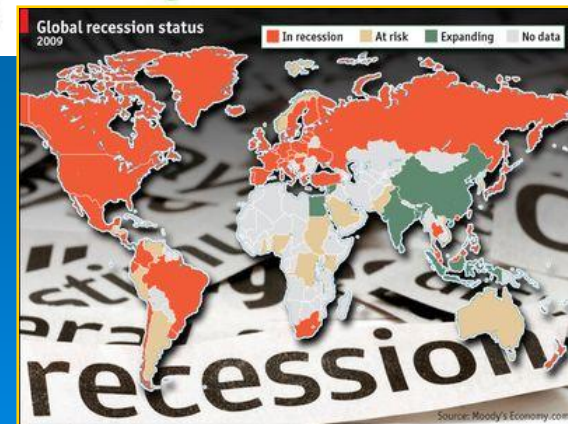 Global recession status
2009
In recession At risk Expanding No data
recession
Source: Moody's Economy.com